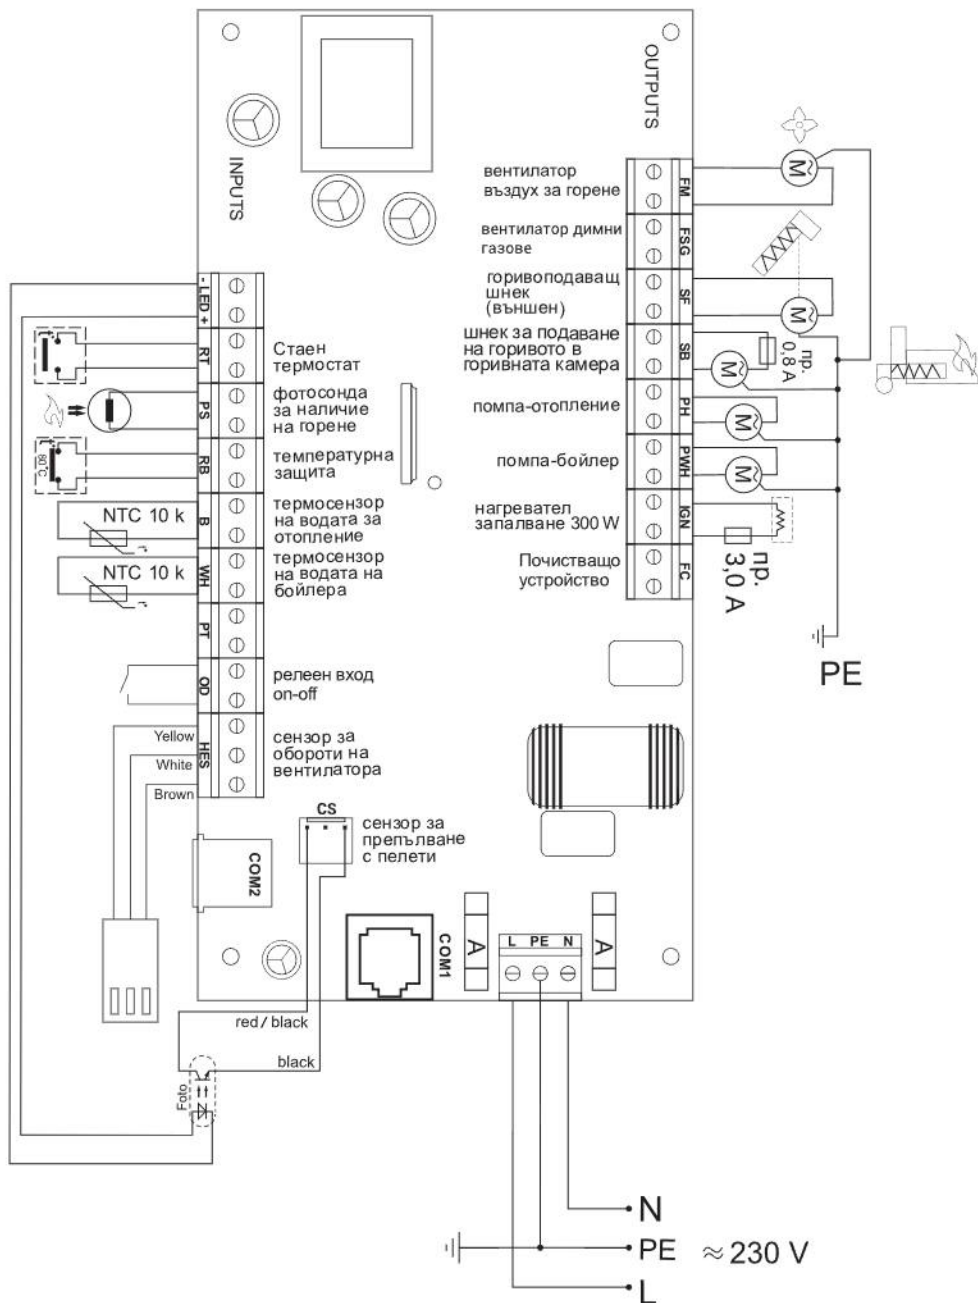 OUTPUTS
INPUTS
вентилатор
въздух за горене
FM
M
вентилатор димни
газове
FSG
горивоподаващ
шнек
(външен)
SF
M
шнек за подаване
на горивото в
горивната камера
SB
пр.
0,8 A
M
помпа-отопление
PH
M
помпа-бойлер
PWH
M
нагревател
запалване 300 W
IGN
пр.
3,0 A
Почистващо
устройство
FC
PE
- LED +
RT
Стаен
термостат
PS
фотосонда
за наличие
на горене
80°C
RB
температурна
защита
NTC 10 k
B
термосензор
на водата за
отопление
NTC 10 k
WH
термосензор
на водата на
бойлера
PT
OD
релеен вход
on-off
Yellow
White
Brown
HES
сензор за
обороти на
вентилатора
CS
сензор за
препълване
с пелети
COM2
COM1
A
L PE N
A
red / black
black
Foto
N
PE ≈ 230 V
L